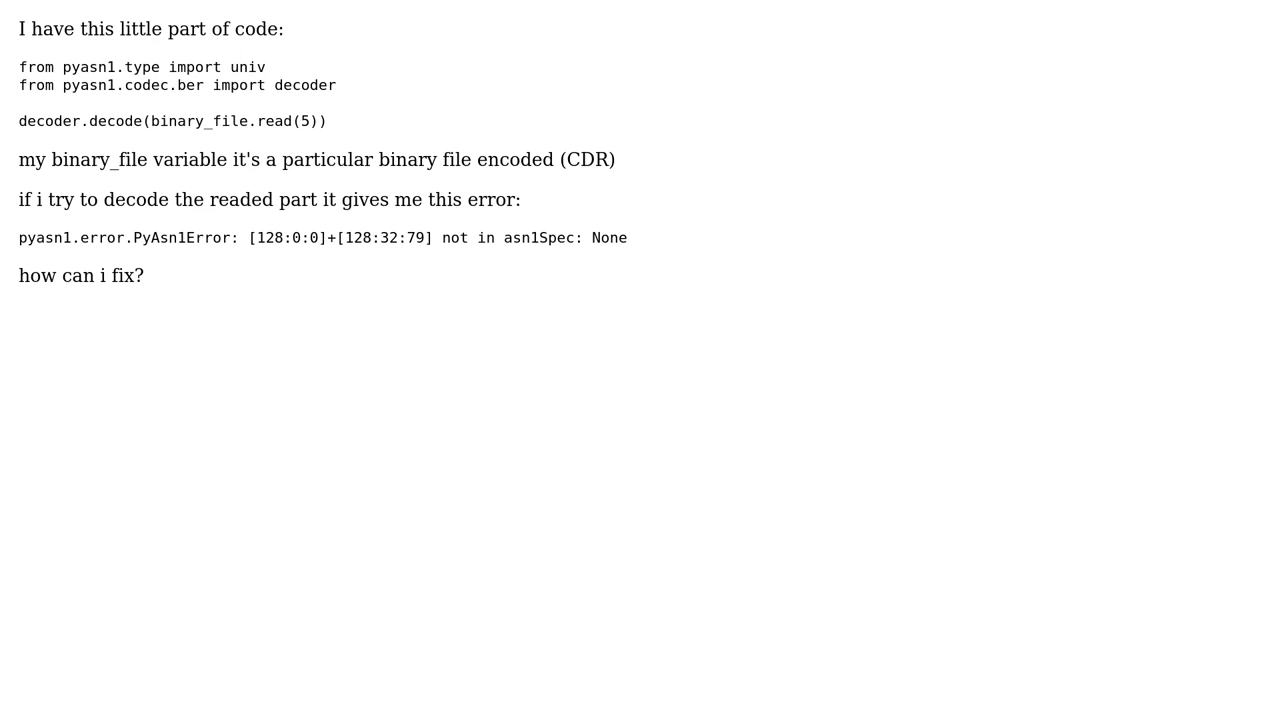 I have this little part of code:
from pyasn1.type import univ
from pyasn1.codec.ber import decoder
decoder.decode(binary_file.read(5))
my binary_file variable it's a particular binary file encoded (CDR)
if i try to decode the readed part it gives me this error:
pyasn1.error.PyAsn1Error: [128:0:0]+[128:32:79] not in asn1Spec: None
how can i fix?